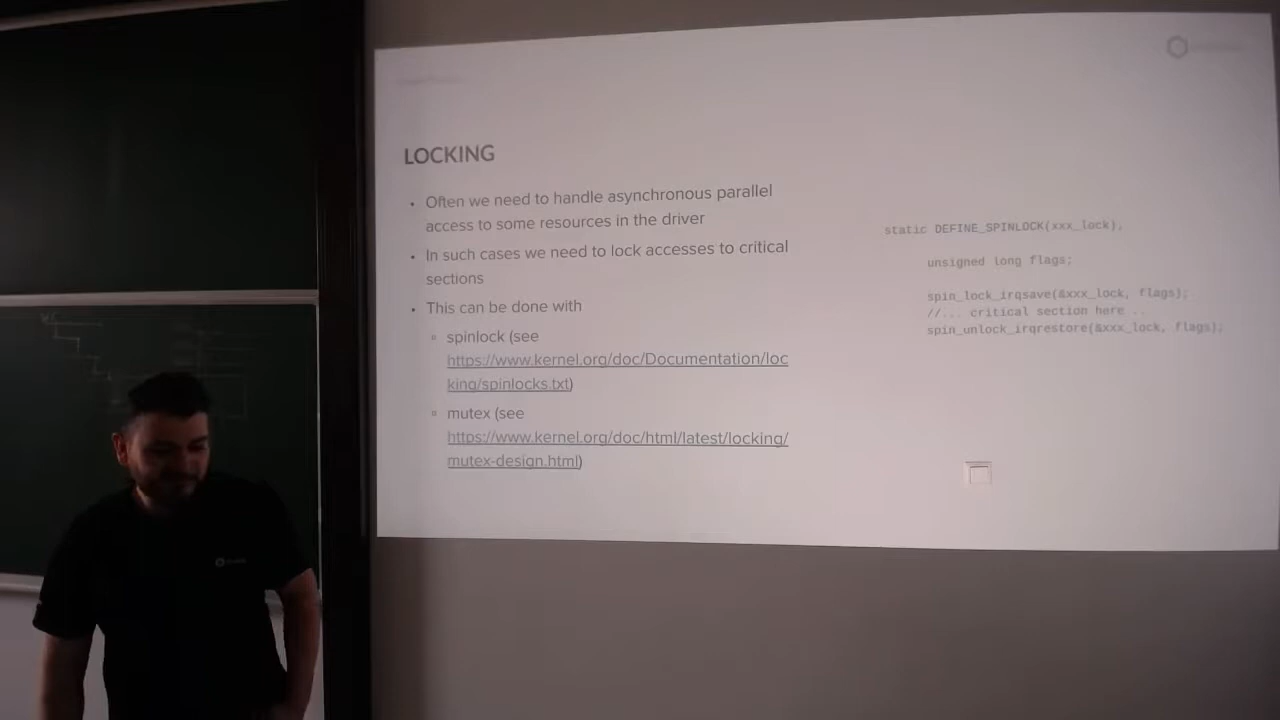 LOCKING
• Often we need to handle asynchronous parallel
access to some resources in the driver
• In such cases we need to lock accesses to critical
sections
• This can be done with
▫ spinlock (see
https://www.kernel.org/doc/Documentation/loc
king/spinlocks.txt)
▫ mutex (see
https://www.kernel.org/doc/html/latest/locking/
mutex-design.html)
static DEFINE_SPINLOCK(xxx_lock),
unsigned long flags;
spin_lock_irqsave(&xxx_lock, flags);
//... critical section here ..
spin_unlock_irqrestore(&xxx_lock, flags);